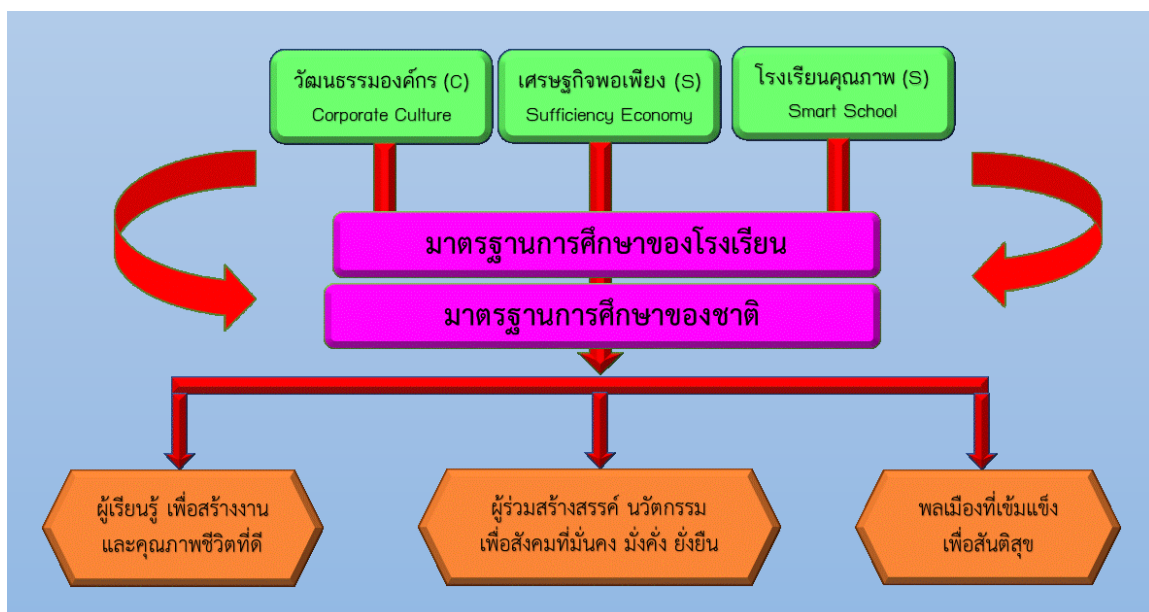 วัฒนธรรมองค์กร (C)
Corporate Culture
เศรษฐกิจพอเพียง (S)
Sufficiency Economy
โรงเรียนคุณภาพ (S)
Smart School
มาตรฐานการศึกษาของโรงเรียน
มาตรฐานการศึกษาของชาติ
ผู้เรียนรู้ เพื่อสร้างงาน
และคุณภาพชีวิตที่ดี
ผู้ร่วมสร้างสรรค์ นวัตกรรม
เพื่อสังคมที่มั่นคง มั่งคั่ง ยั่งยืน
พลเมืองที่เข้มแข็ง
เพื่อสันติสุข